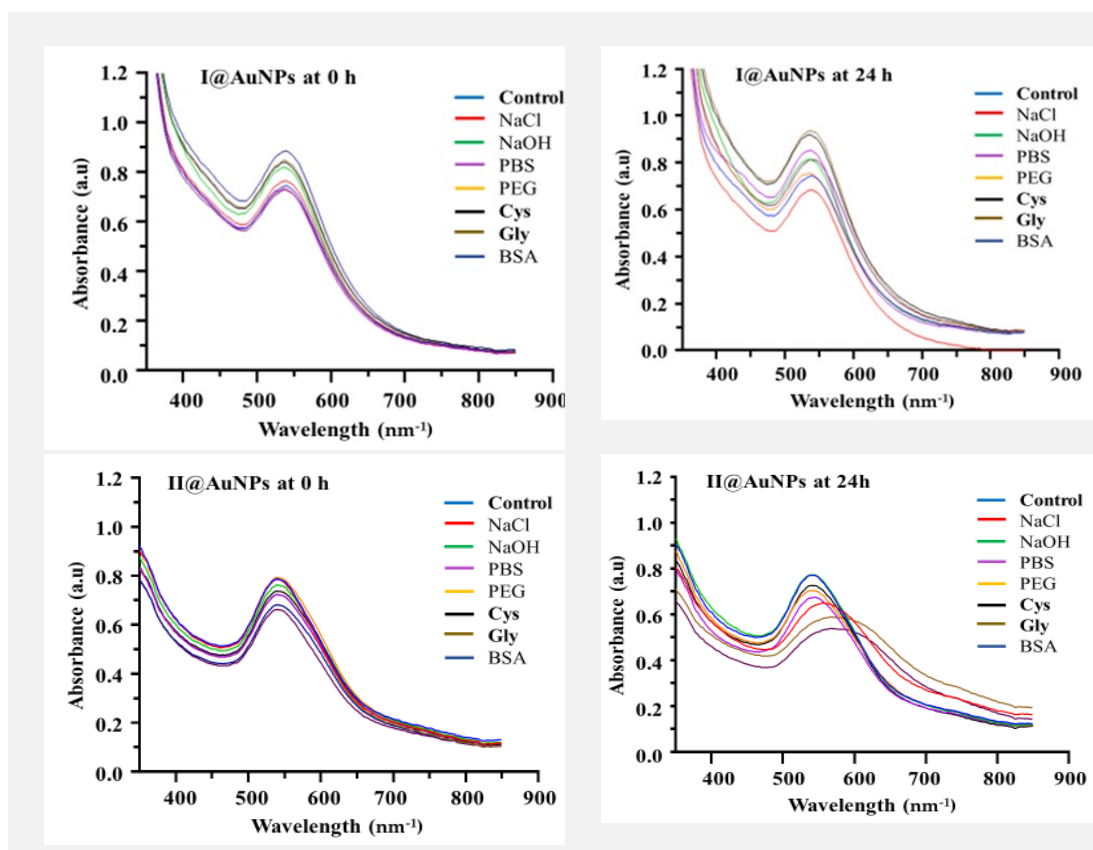 I@AuNPs at 0 h
Absorbance (a.u)
1.2
1.0
0.8
0.6
0.4
0.2
0.0
Control
NaCl
NaOH
PBS
PEG
Cys
Gly
BSA
400 500 600 700 800 900
Wavelength (nm-1)
I@AuNPs at 24 h
Absorbance (a.u)
1.2
1.0
0.8
0.6
0.4
0.2
0.0
Control
NaCl
NaOH
PBS
PEG
Cys
Gly
BSA
400 500 600 700 800 900
Wavelength (nm-1)
II@AuNPs at 0 h
Absorbance (a.u)
1.2
1.0
0.8
0.6
0.4
0.2
0.0
Control
NaCl
NaOH
PBS
PEG
Cys
Gly
BSA
400 500 600 700 800 900
Wavelength (nm-1)
II@AuNPs at 24h
Absorbance (a.u)
1.2
1.0
0.8
0.6
0.4
0.2
0.0
Control
NaCl
NaOH
PBS
PEG
Cys
Gly
BSA
400 500 600 700 800 900
Wavelength (nm-1)